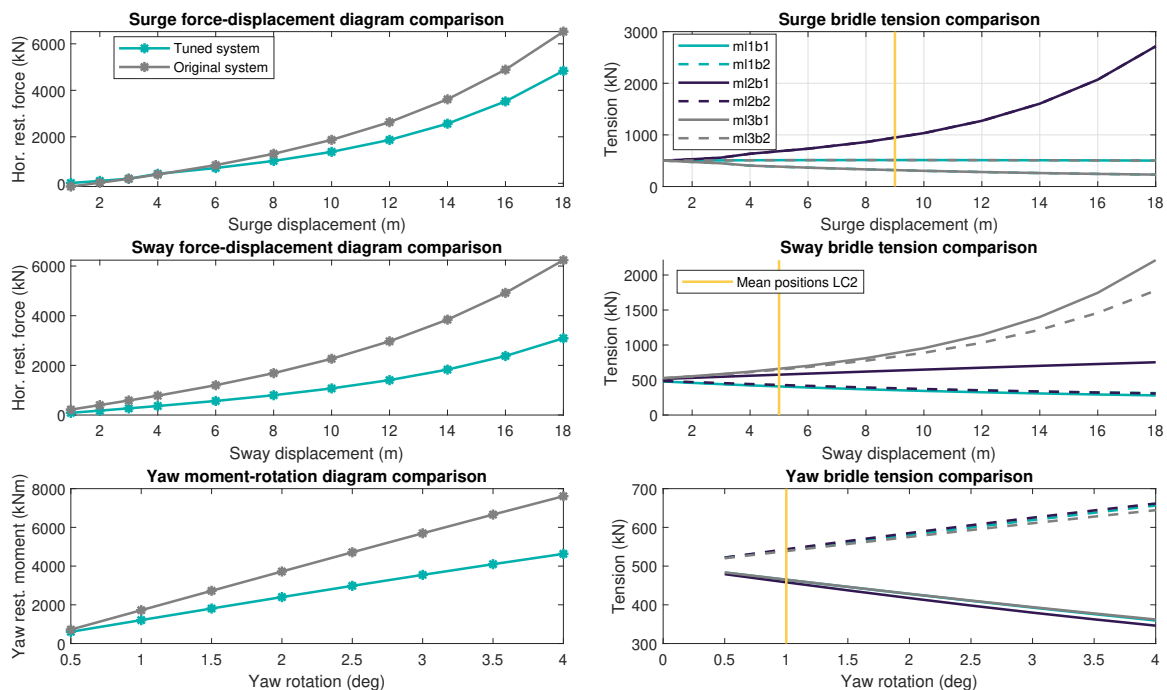 Surge force-displacement diagram comparison
Hor. rest. force (kN)
6000
4000
2000
0
Tuned system
Original system
2 4 6 8 10 12 14 16 18
Surge displacement (m)
Surge bridle tension comparison
Tension (kN)
3000
2000
1000
0
ml1b1
ml1b2
ml2b1
ml2b2
ml3b1
ml3b2
2 4 6 8 10 12 14 16 18
Surge displacement (m)
Sway force-displacement diagram comparison
Hor. rest. force (kN)
6000
4000
2000
0
2 4 6 8 10 12 14 16 18
Sway displacement (m)
Sway bridle tension comparison
Tension (kN)
2000
1500
1000
500
0
Mean positions LC2
0 2 4 6 8 10 12 14 16 18
Sway displacement (m)
Yaw moment-rotation diagram comparison
Yaw rest. moment (kNm)
8000
6000
4000
2000
0
0.5 1 1.5 2 2.5 3 3.5 4
Yaw rotation (deg)
Yaw bridle tension comparison
Tension (kN)
700
600
500
400
300
0 0.5 1 1.5 2 2.5 3 3.5 4
Yaw rotation (deg)